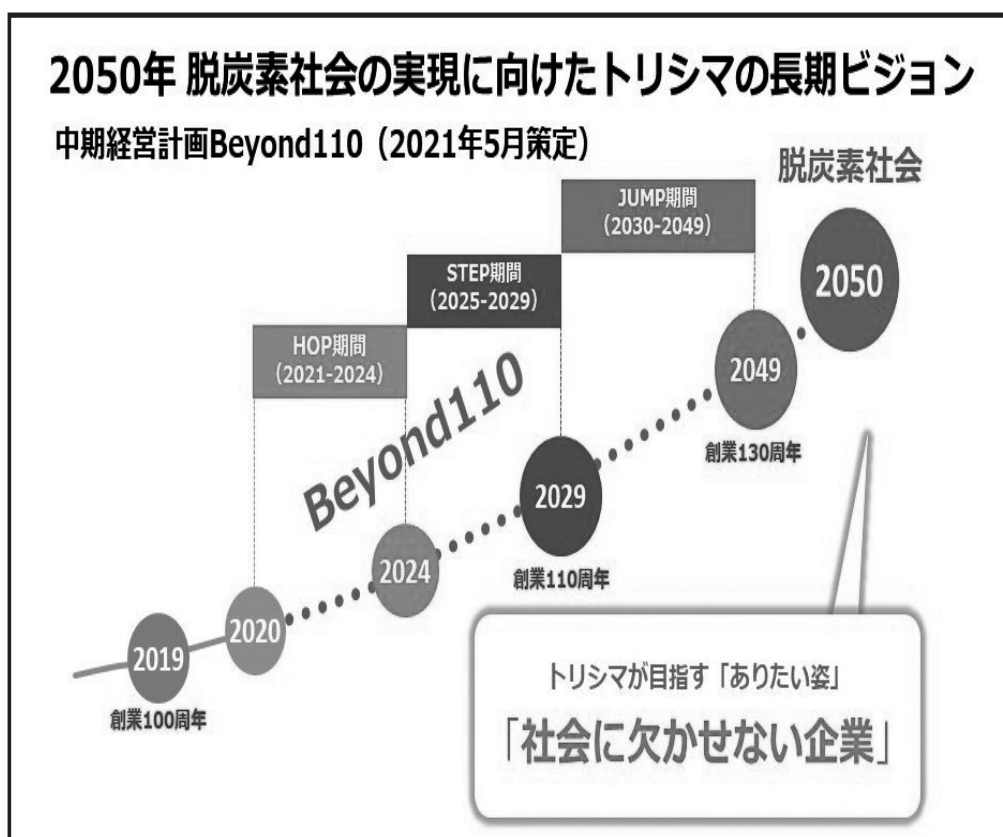 2050年 脱炭素社会の実現に向けたトリシマの長期ビジョン
中期経営計画Beyond110（2021年5月策定）
脱炭素社会
JUMP期間
（2030-2049）
STEP期間
（2025-2029）
HOP期間
（2021-2024）
Beyond110
2019
創業100周年
2020
2024
2029
創業110周年
2049
創業130周年
2050
トリシマが目指す「ありたい姿」
「社会に欠かせない企業」